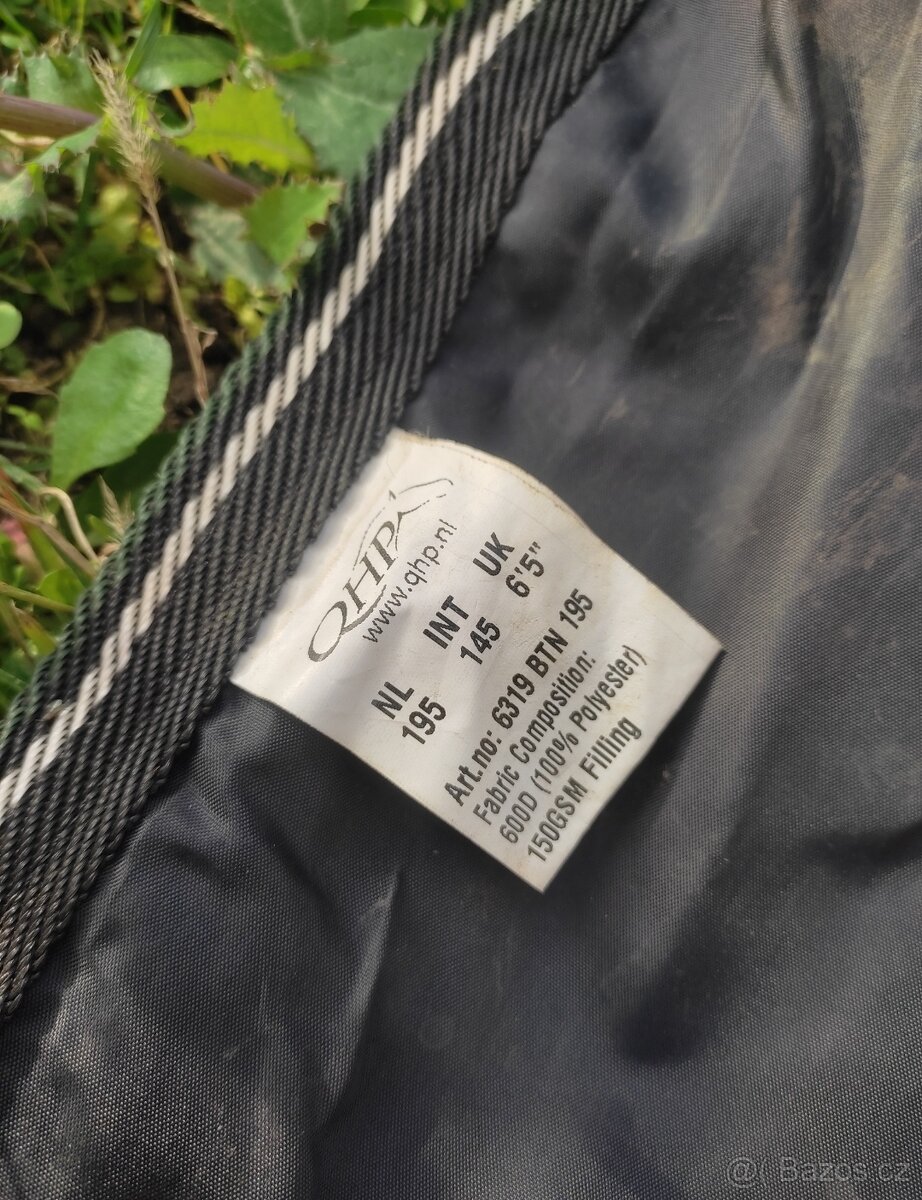 QHP
www.qhp.nl
NL INT UK
195 145 6'5"
Art.no: 6319 BTN 195
Fabric Composition:
600D (100% Polyester)
150GSM Filling
@( Bazos.cz